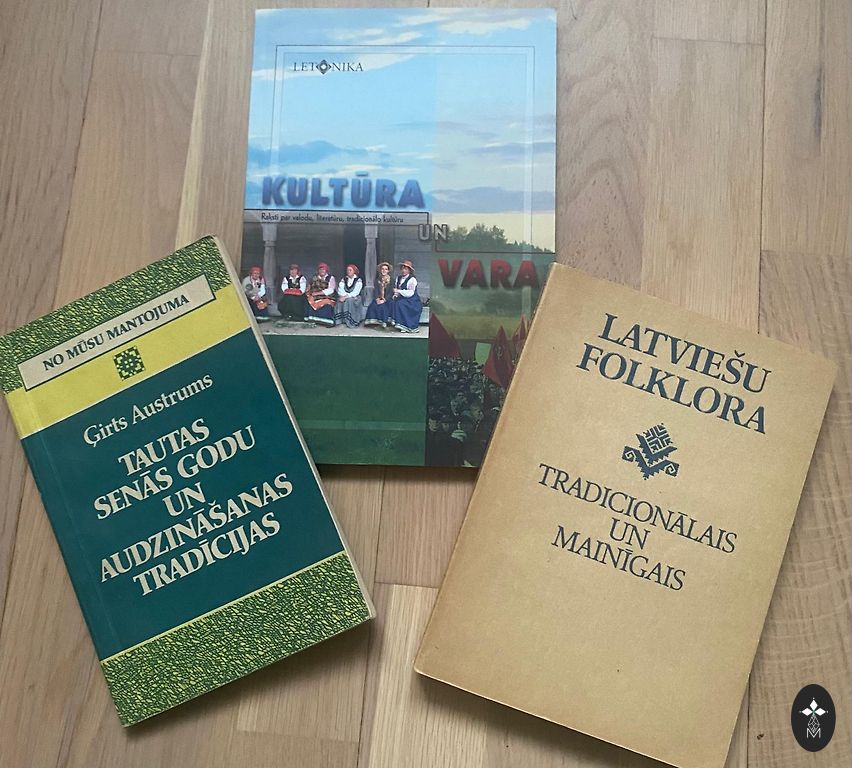 LETONIKA
KULTŪRA
Raksti par valodu, literatūru, tradicionālo kultūru
UN
VARA
NO MŪSU MANTOJUMA
Ģirts Austrums
TAUTAS
SENĀS GODU
UN
AUDZINĀŠANAS
TRADĪCIJAS
LATVIEŠU
FOLKLORA
TRADICIONĀLAIS
UN
MAINĪGAIS
M